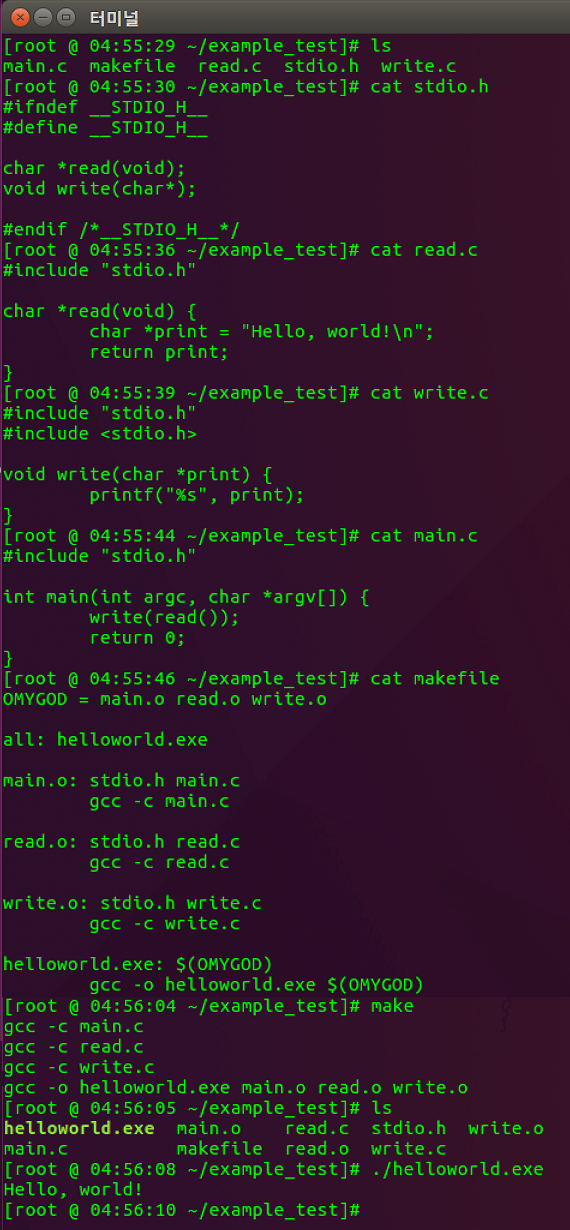 터미널
[root @ 04:55:29 ~/example_test]# ls
main.c  makefile  read.c  stdio.h  write.c
[root @ 04:55:30 ~/example_test]# cat stdio.h
#ifndef __STDIO_H__
#define __STDIO_H__

char *read(void);
void write(char*);

#endif /*__STDIO_H__*/
[root @ 04:55:36 ~/example_test]# cat read.c
#include "stdio.h"

char *read(void) {
        char *print = "Hello, world!\n";
        return print;
}
[root @ 04:55:39 ~/example_test]# cat write.c
#include "stdio.h"
#include <stdio.h>

void write(char *print) {
        printf("%s", print);
}
[root @ 04:55:44 ~/example_test]# cat main.c
#include "stdio.h"

int main(int argc, char *argv[]) {
        write(read());
        return 0;
}
[root @ 04:55:46 ~/example_test]# cat makefile
OMYGOD = main.o read.o write.o

all: helloworld.exe

main.o: stdio.h main.c
        gcc -c main.c

read.o: stdio.h read.c
        gcc -c read.c

write.o: stdio.h write.c
        gcc -c write.c

helloworld.exe: $(OMYGOD)
        gcc -o helloworld.exe $(OMYGOD)
[root @ 04:56:04 ~/example_test]# make
gcc -c main.c
gcc -c read.c
gcc -c write.c
gcc -o helloworld.exe main.o read.o write.o
[root @ 04:56:05 ~/example_test]# ls
helloworld.exe  main.o    read.c  stdio.h  write.o
main.c          makefile  read.o  write.c
[root @ 04:56:08 ~/example_test]# ./helloworld.exe
Hello, world!
[root @ 04:56:10 ~/example_test]#